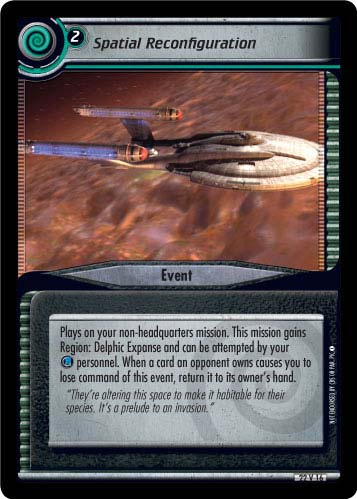 2 Spatial Reconfiguration
Event
Plays on your non-headquarters mission. This mission gains
Region: Delphic Expanse and can be attempted by your
personnel. When a card an opponent owns causes you to
lose command of this event, return it to its owner's hand.
"They're altering this space to make it habitable for their
species. It's a prelude to an invasion."
22 V 16